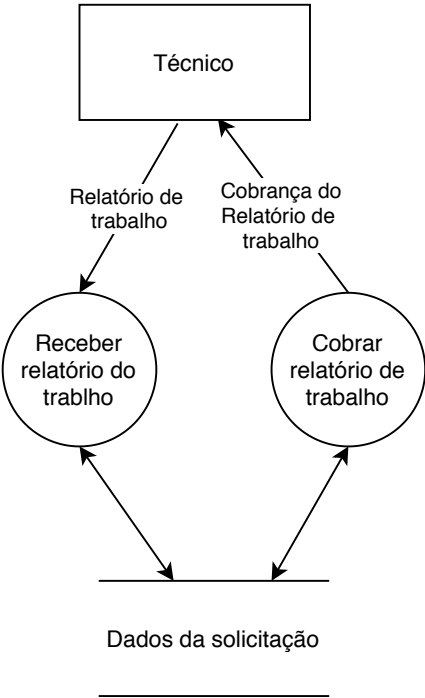 Técnico
Relatório de
trabalho
Cobrança do
Relatório de
trabalho
Receber
relatório do
trablho
Cobrar
relatório de
trabalho
Dados da solicitação